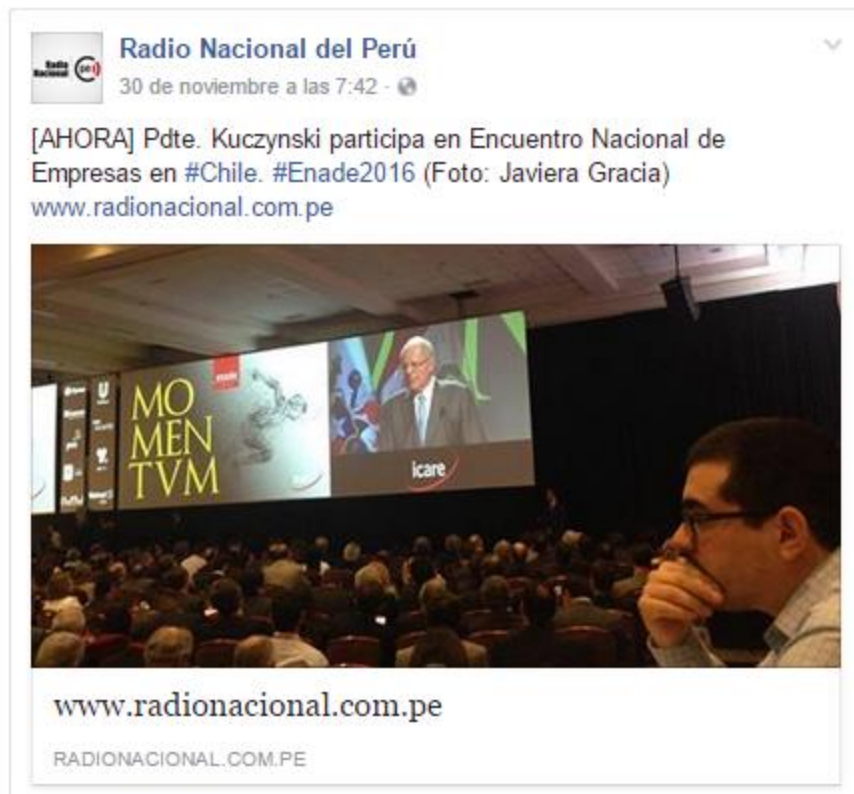 Radio Nacional del Perú
30 de noviembre a las 7:42 ·
[AHORA] Pdte. Kuczynski participa en Encuentro Nacional de
Empresas en #Chile. #Enade2016 (Foto: Javiera Gracia)
www.radionacional.com.pe
MO
MEN
TVM
enade
icare
www.radionacional.com.pe
RADIONACIONAL.COM.PE